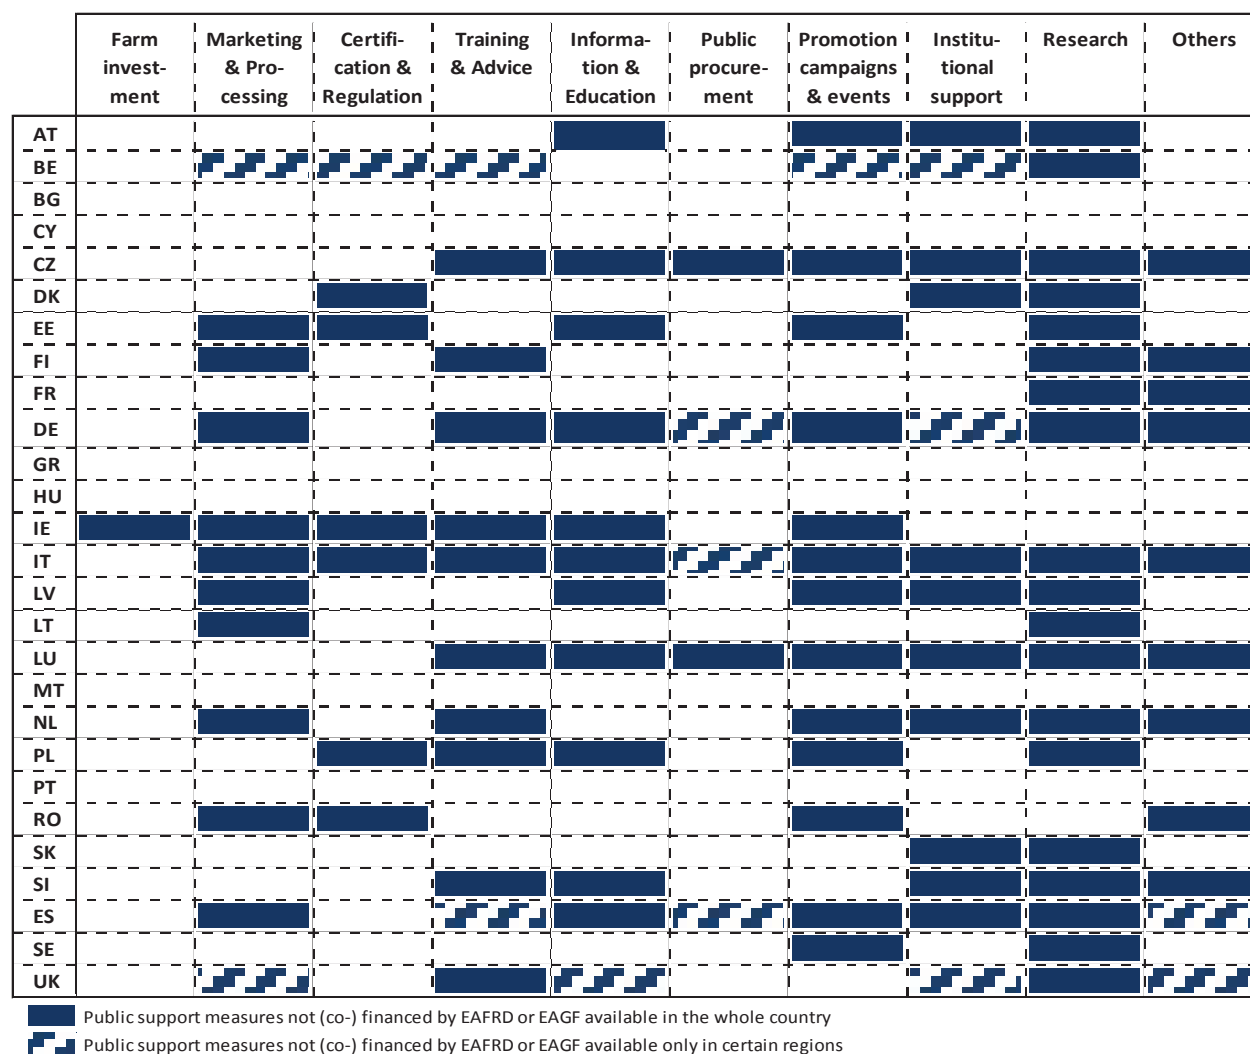 Farm
invest-
ment
Marketing
& Pro-
cessing
Certifi-
cation &
Regulation
Training
& Advice
Informa-
tion &
Education
Public
procure-
ment
Promotion
campaigns
& events
Institu-
tional
support
Research
Others
AT
BE
BG
CY
CZ
DK
EE
FI
FR
DE
GR
HU
IE
IT
LV
LT
LU
MT
NL
PL
PT
RO
SK
SI
ES
SE
UK
Public support measures not (co-) financed by EAFRD or EAGF available in the whole country
Public support measures not (co-) financed by EAFRD or EAGF available only in certain regions